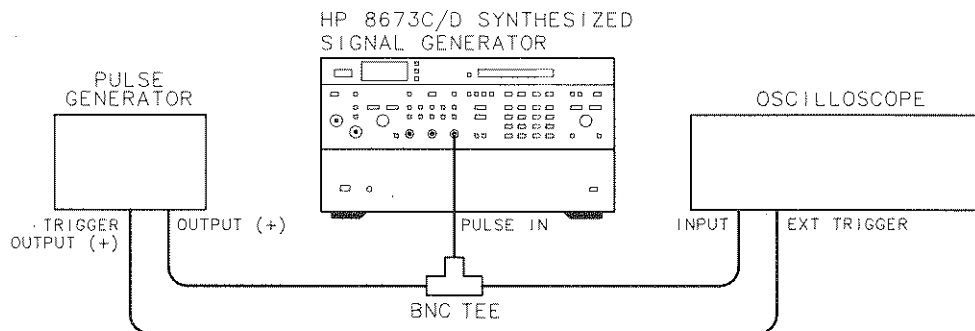 HP 8673C/D SYNTHESIZED
SIGNAL GENERATOR
PULSE
GENERATOR
OSCILLOSCOPE
TRIGGER
OUTPUT (+)
OUTPUT (+)
PULSE IN
INPUT
EXT TRIGGER
BNC TEE